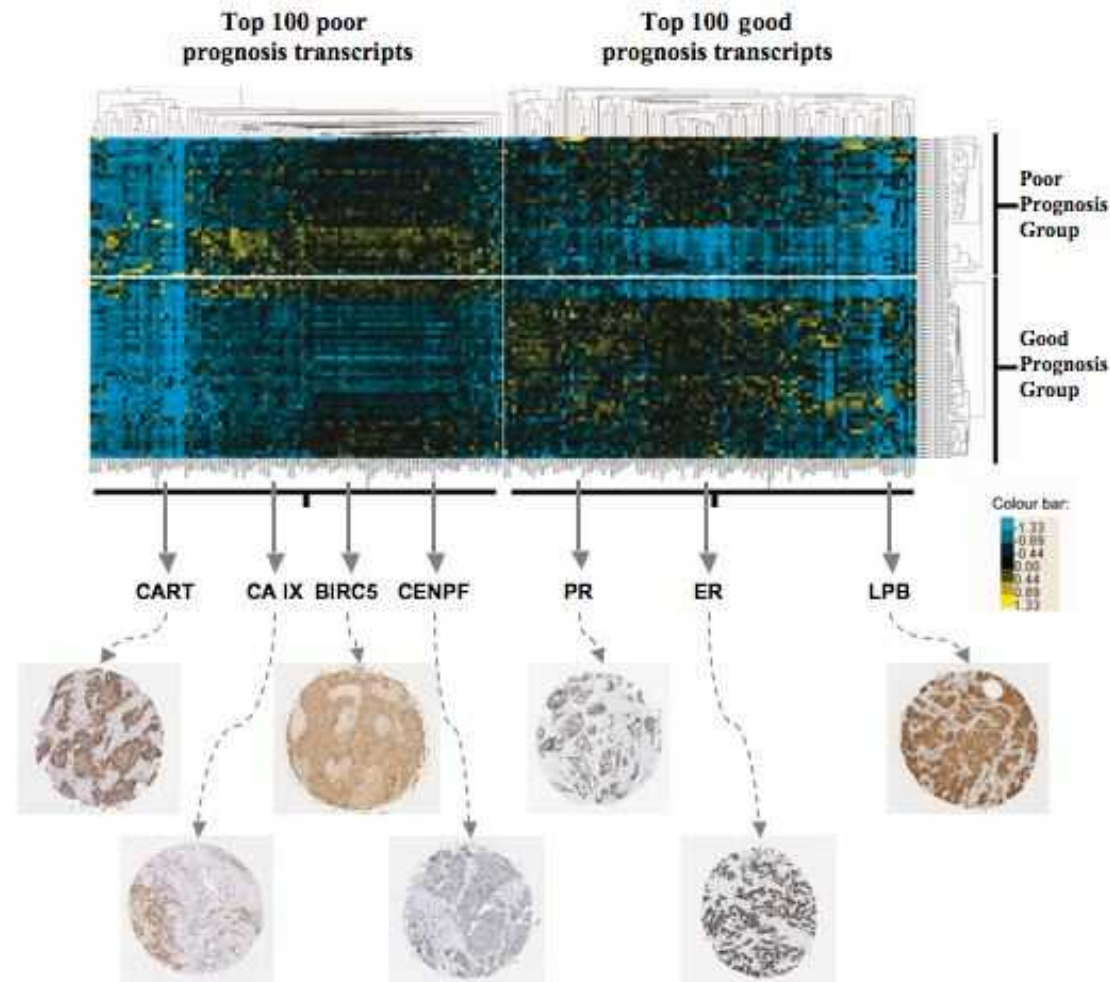 Top 100 poor
prognosis transcripts
Top 100 good
prognosis transcripts
Poor
Prognosis
Group
Good
Prognosis
Group
Colour bar:
-1.33
-0.89
-0.44
0.00
0.44
0.89
1.33
CART
CA IX
BIRC5
CENPF
PR
ER
LPB